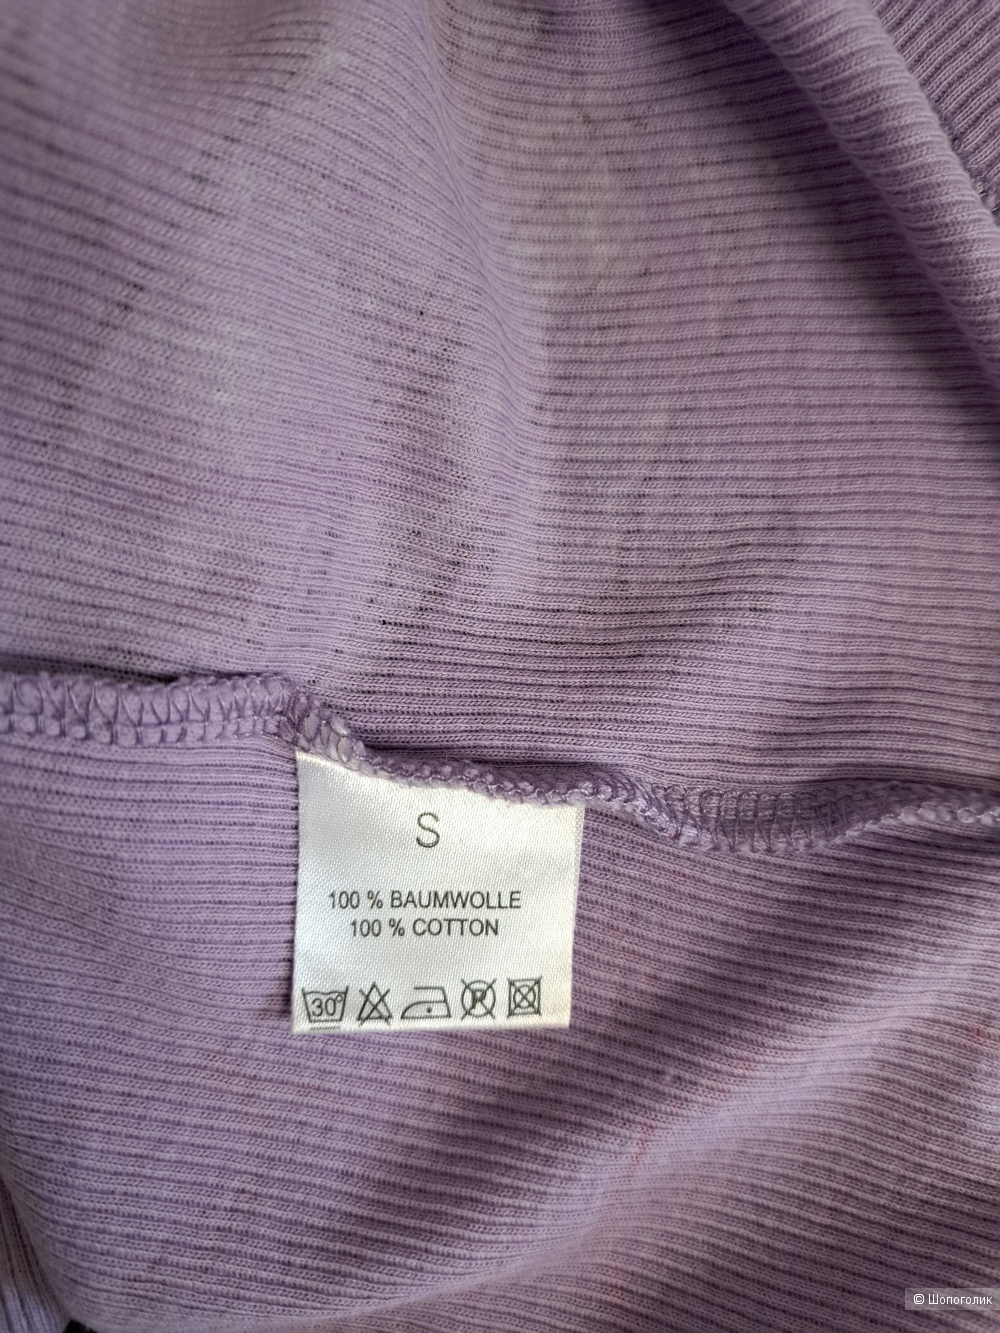 S
100 % BAUMWOLLE
100 % COTTON
30°
© Шопоголик